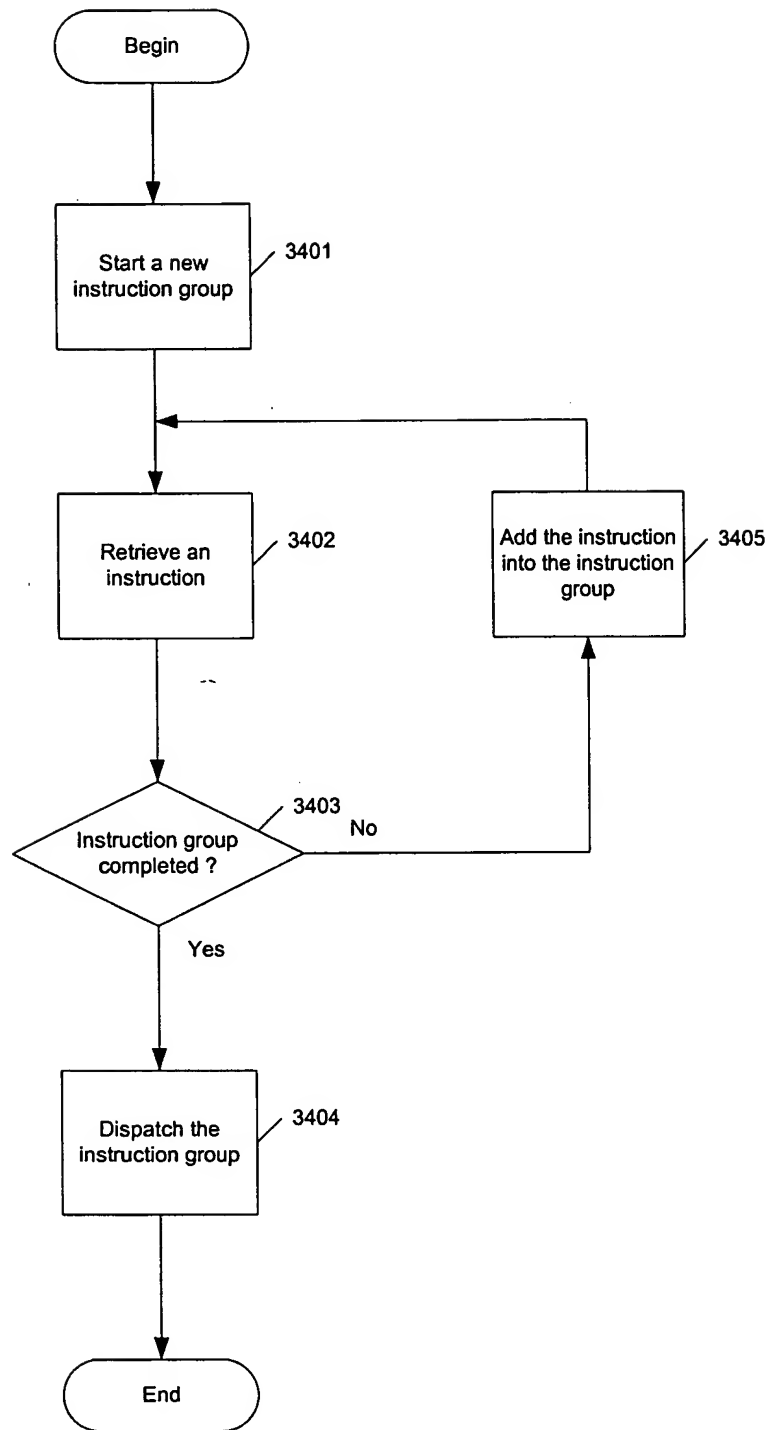 Begin
Start a new
instruction group
3401
Retrieve an
instruction
3402
Add the instruction
into the instruction
group
3405
Instruction group
completed ?
3403
No
Yes
Dispatch the
instruction group
3404
End